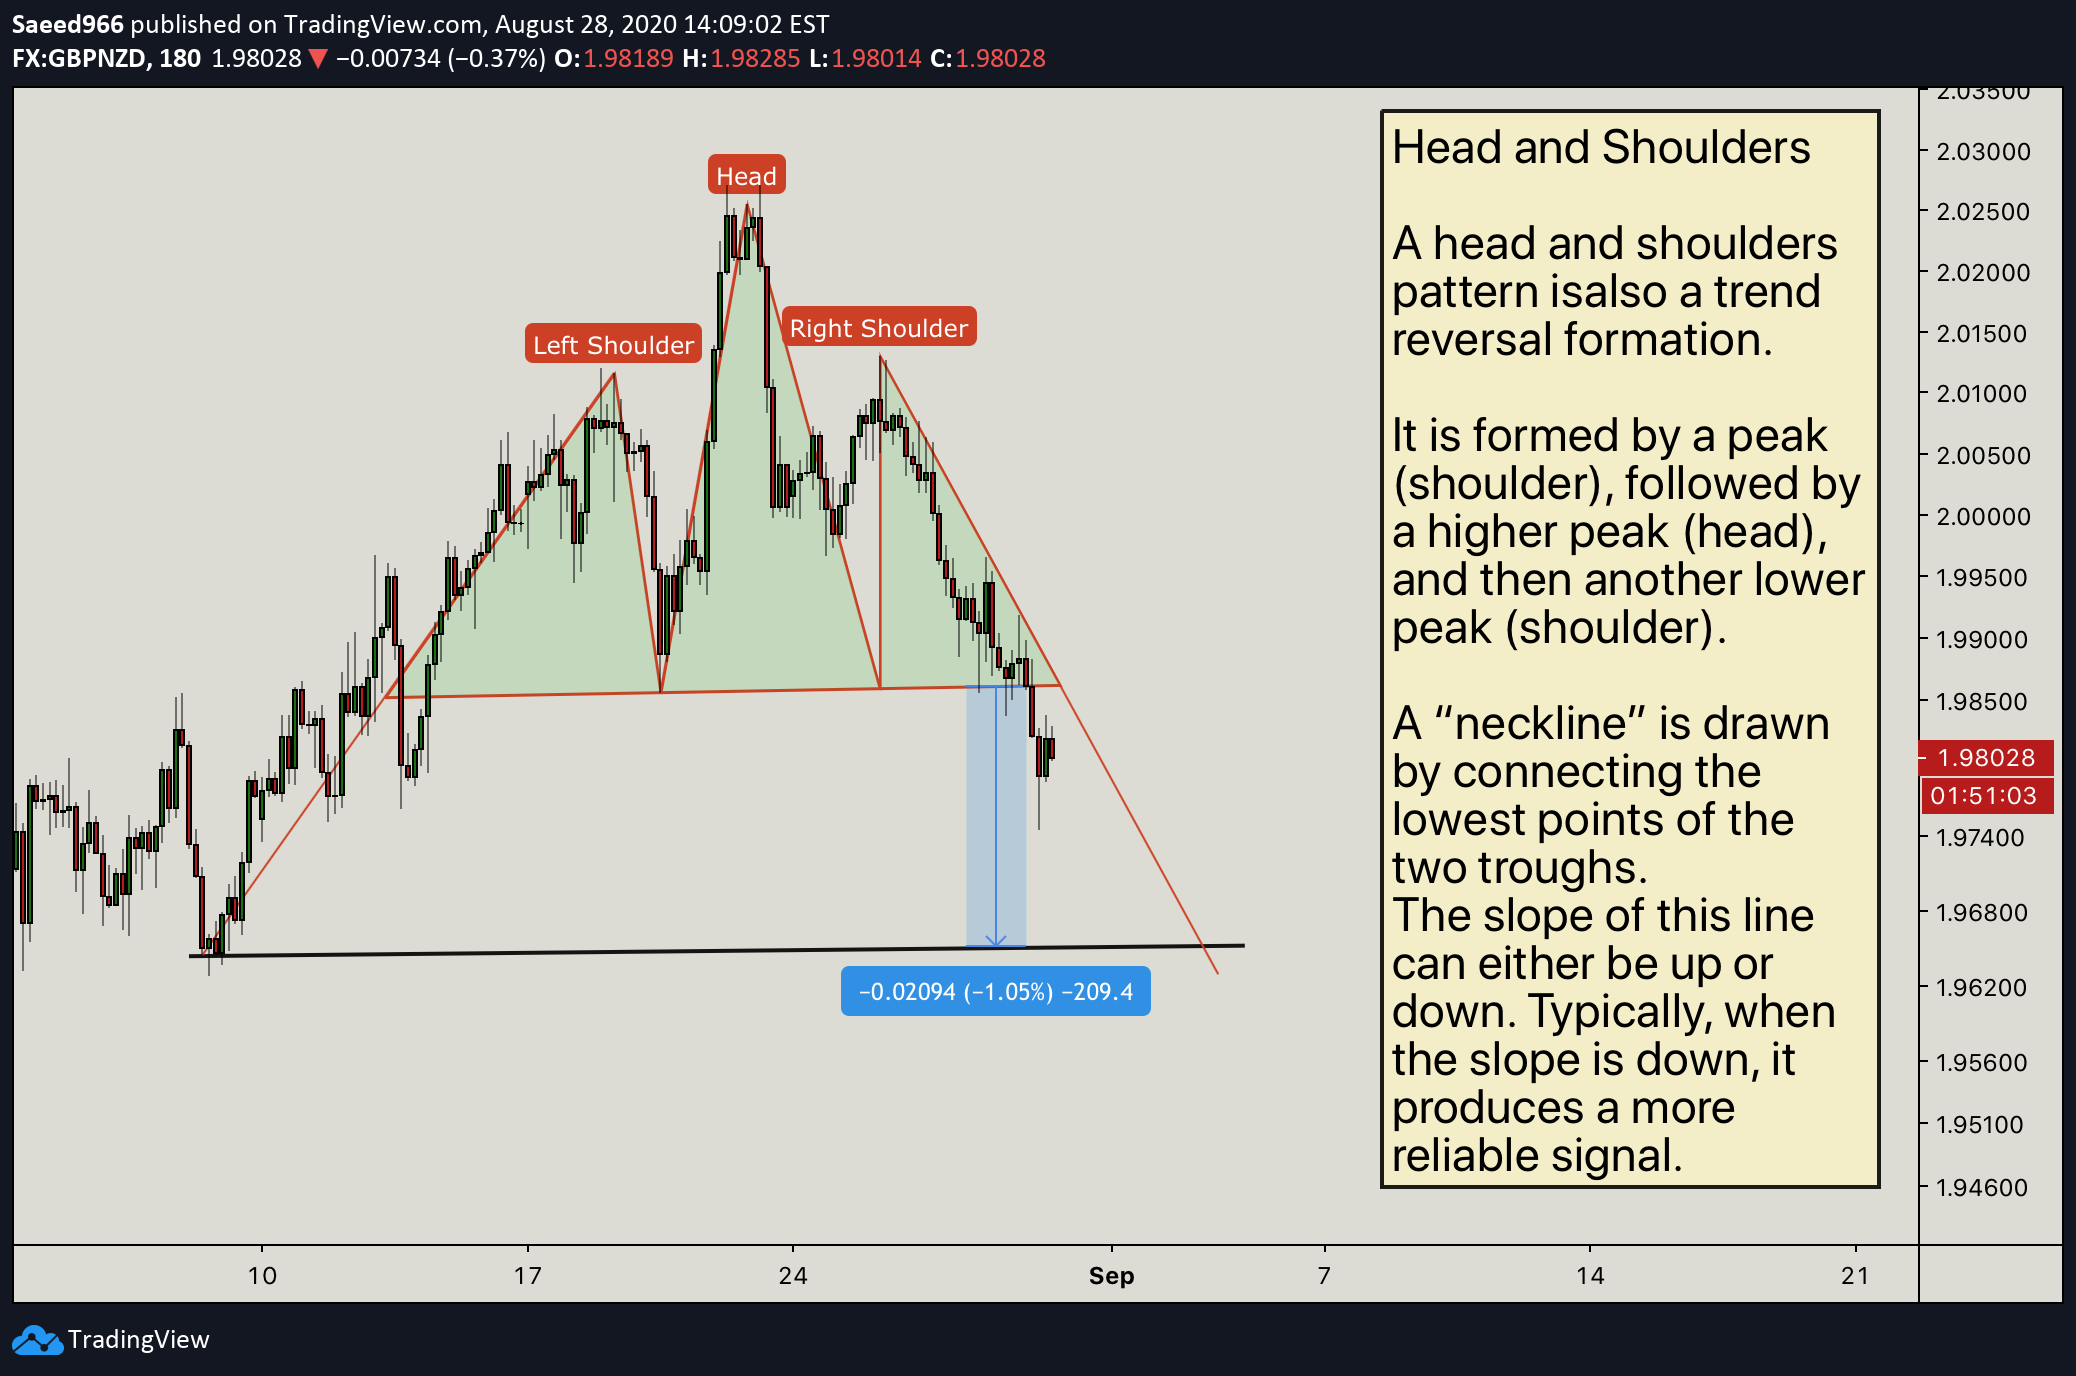 Saeed966 published on TradingView.com, August 28, 2020 14:09:02 EST
FX:GBPNZD, 180 1.98028 ▼ −0.00734 (−0.37%) O:1.98189 H:1.98285 L:1.98014 C:1.98028
Head
Left Shoulder
Right Shoulder
−0.02094 (−1.05%) −209.4
Head and Shoulders
A head and shoulders
pattern isalso a trend
reversal formation.
It is formed by a peak
(shoulder), followed by
a higher peak (head),
and then another lower
peak (shoulder).
A “neckline” is drawn
by connecting the
lowest points of the
two troughs.
The slope of this line
can either be up or
down. Typically, when
the slope is down, it
produces a more
reliable signal.
2.03500
2.03000
2.02500
2.02000
2.01500
2.01000
2.00500
2.00000
1.99500
1.99000
1.98500
1.98028
01:51:03
1.97400
1.96800
1.96200
1.95600
1.95100
1.94600
10 17 24 Sep 7 14 21
TradingView